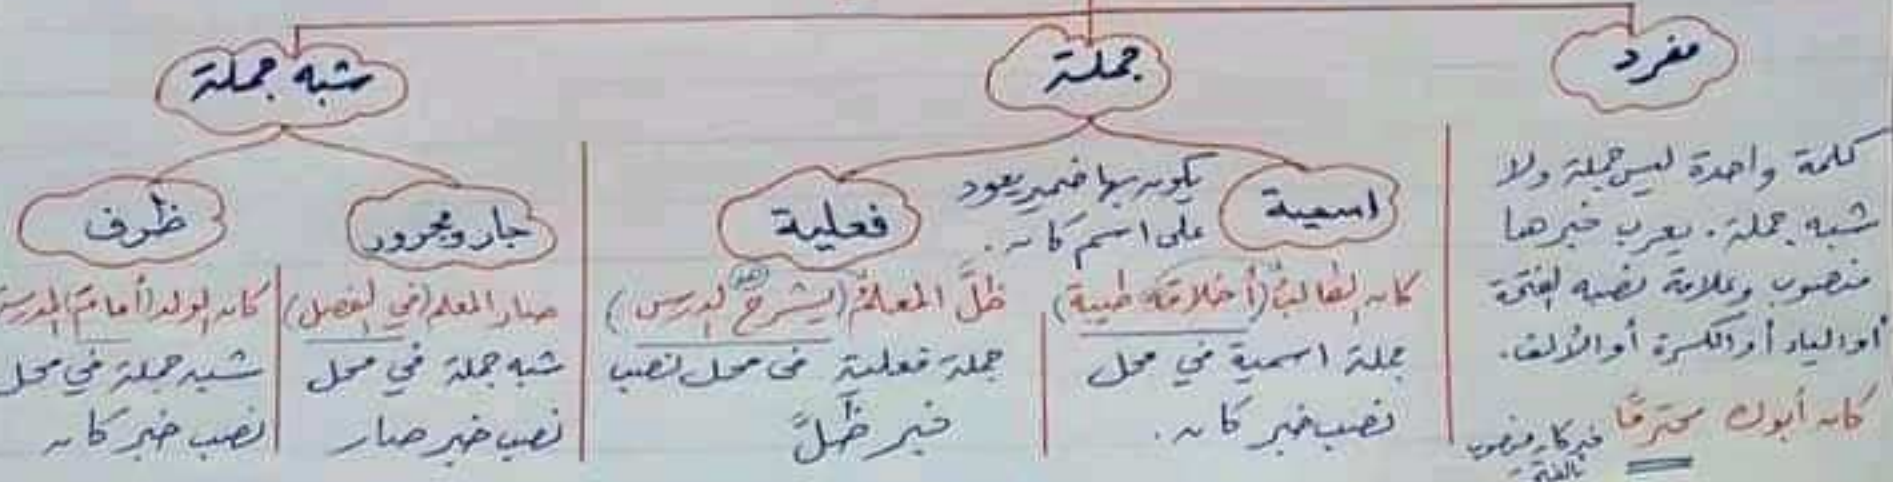 مفرد
كلمة واحدة ليس جملة ولا
شبه جملة. يعرب خبرها
منصوب وعلامة نصبه الفتحة
أو الياء أو الكسرة أو الألف.
كان أبوك محترمًا
خبر كان منصوب
بالفتحة
جملة
اسمية
يكون بها ضمير يعود
على اسم كان.
كان الطالبُ (أخلاقه طيبة)
جملة اسمية في محل
نصب خبر كان.
فعلية
ظلَّ المعلمُ (يشرحُ الدرس)
هو
جملة فعلية في محل نصب
خبر ظلَّ
شبه جملة
جار ومجرور
صار المعلم (في الفصل)
شبه جملة في محل
نصب خبر صار
ظرف
كان الولد (أمامَ المدرسة
شبه جملة في محل
نصب خبر كان